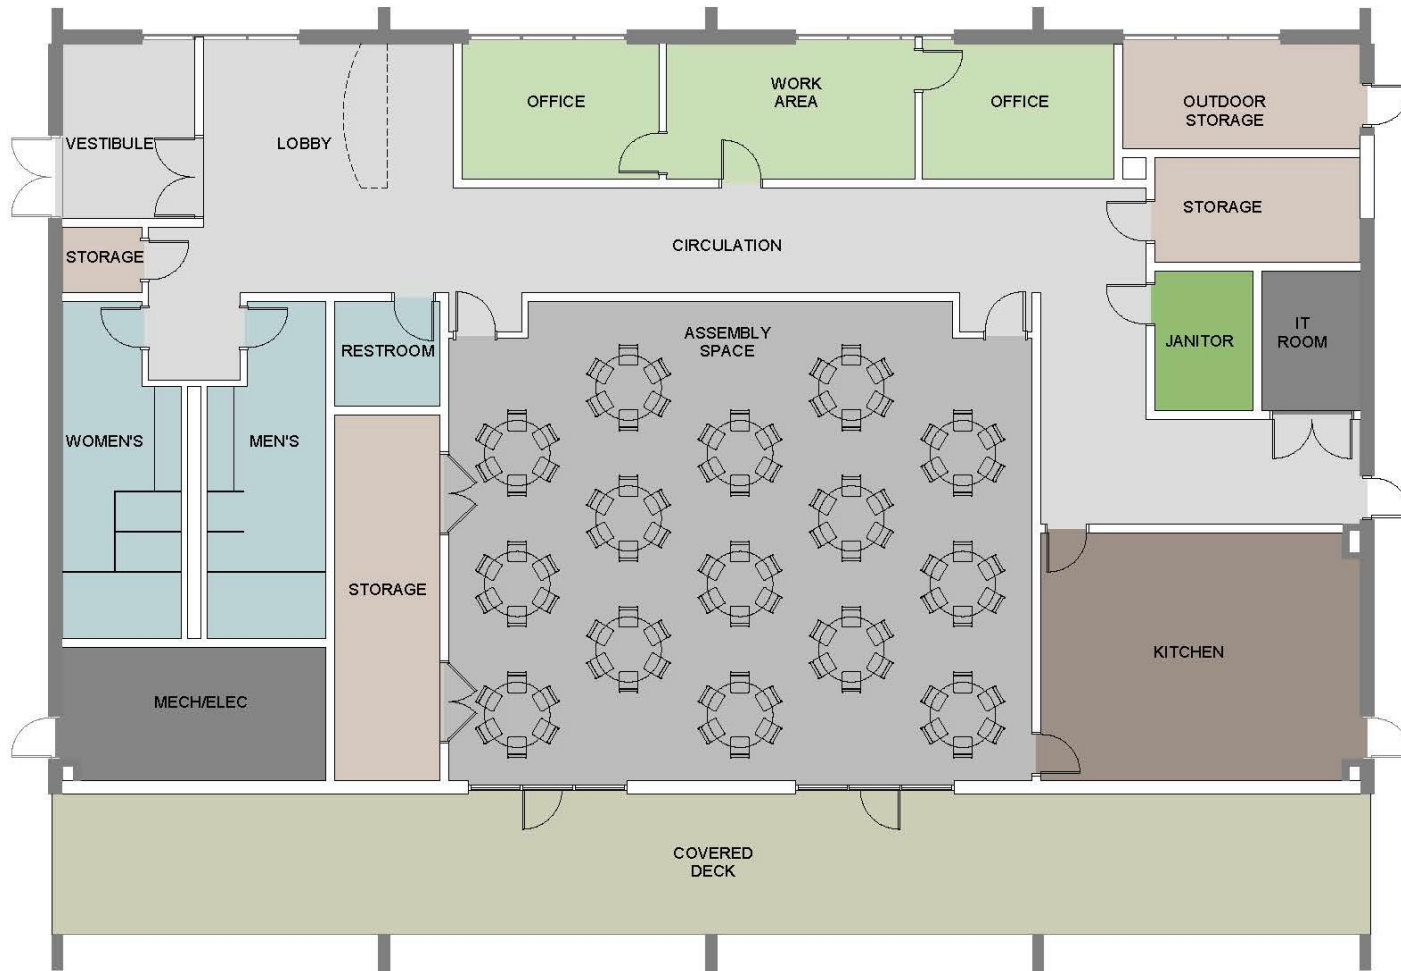 WORK
AREA
OFFICE
OFFICE
OUTDOOR
STORAGE
VESTIBULE
LOBBY
STORAGE
CIRCULATION
STORAGE
ASSEMBLY
SPACE
RESTROOM
JANITOR
IT
ROOM
WOMEN'S
MEN'S
STORAGE
KITCHEN
MECH/ELEC
COVERED
DECK